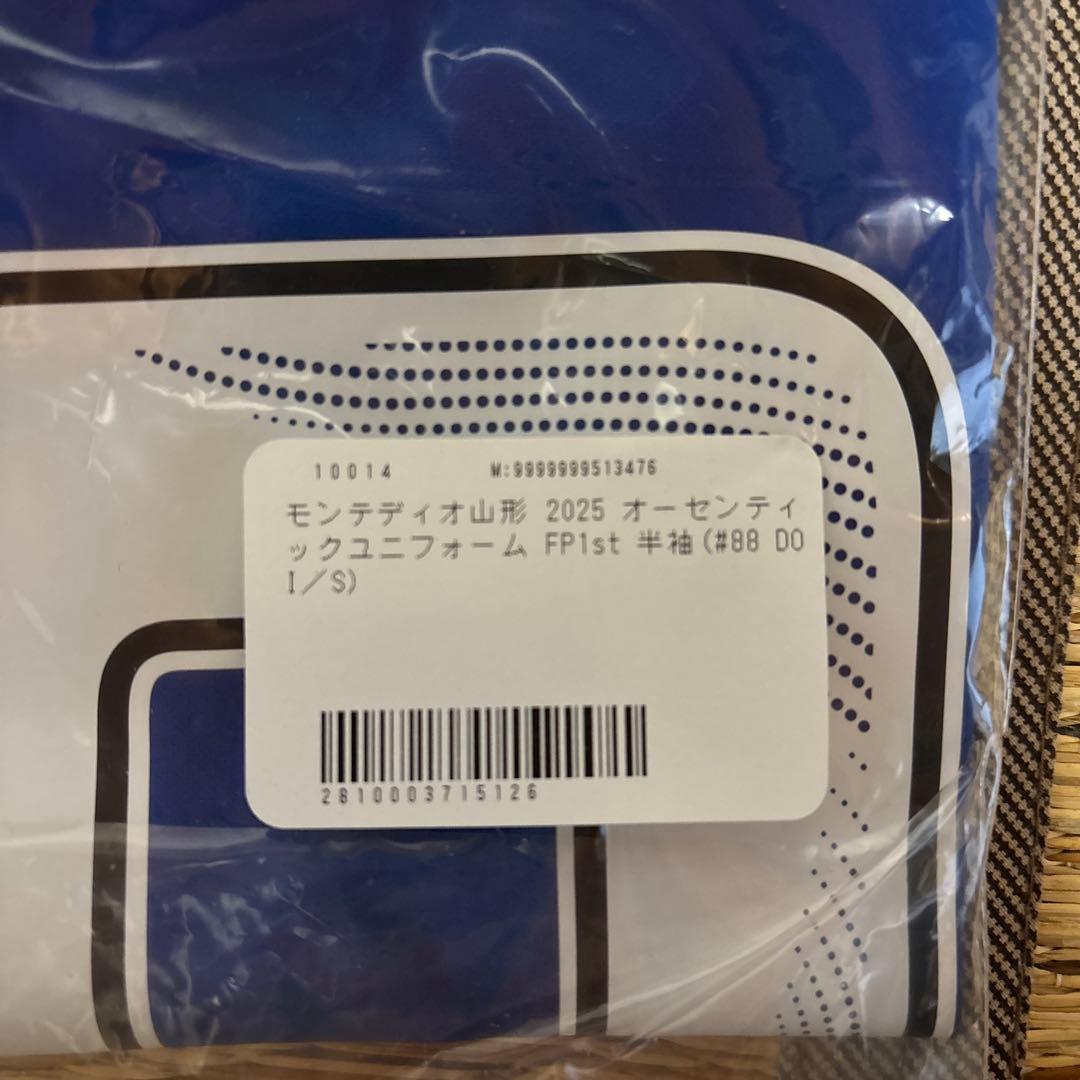 10014 M:9999999513476
モンテディオ山形 2025 オーセンティ
ックユニフォーム FP1st 半袖(#88 DO
I／S)
2810003715126